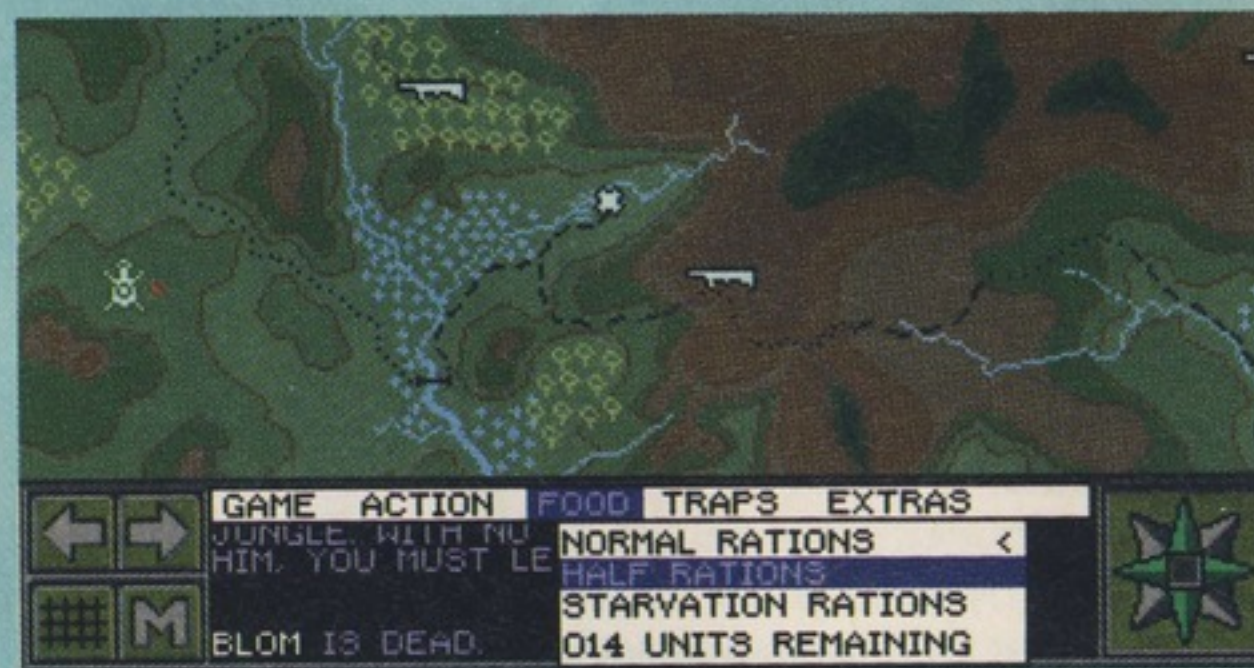 GAME ACTION FOOD TRAPS EXTRAS
JUNGLE. WITH NO
HIM, YOU MUST LE
NORMAL RATIONS <
HALF RATIONS
STARVATION RATIONS
014 UNITS REMAINING
BLOM IS DEAD.
M